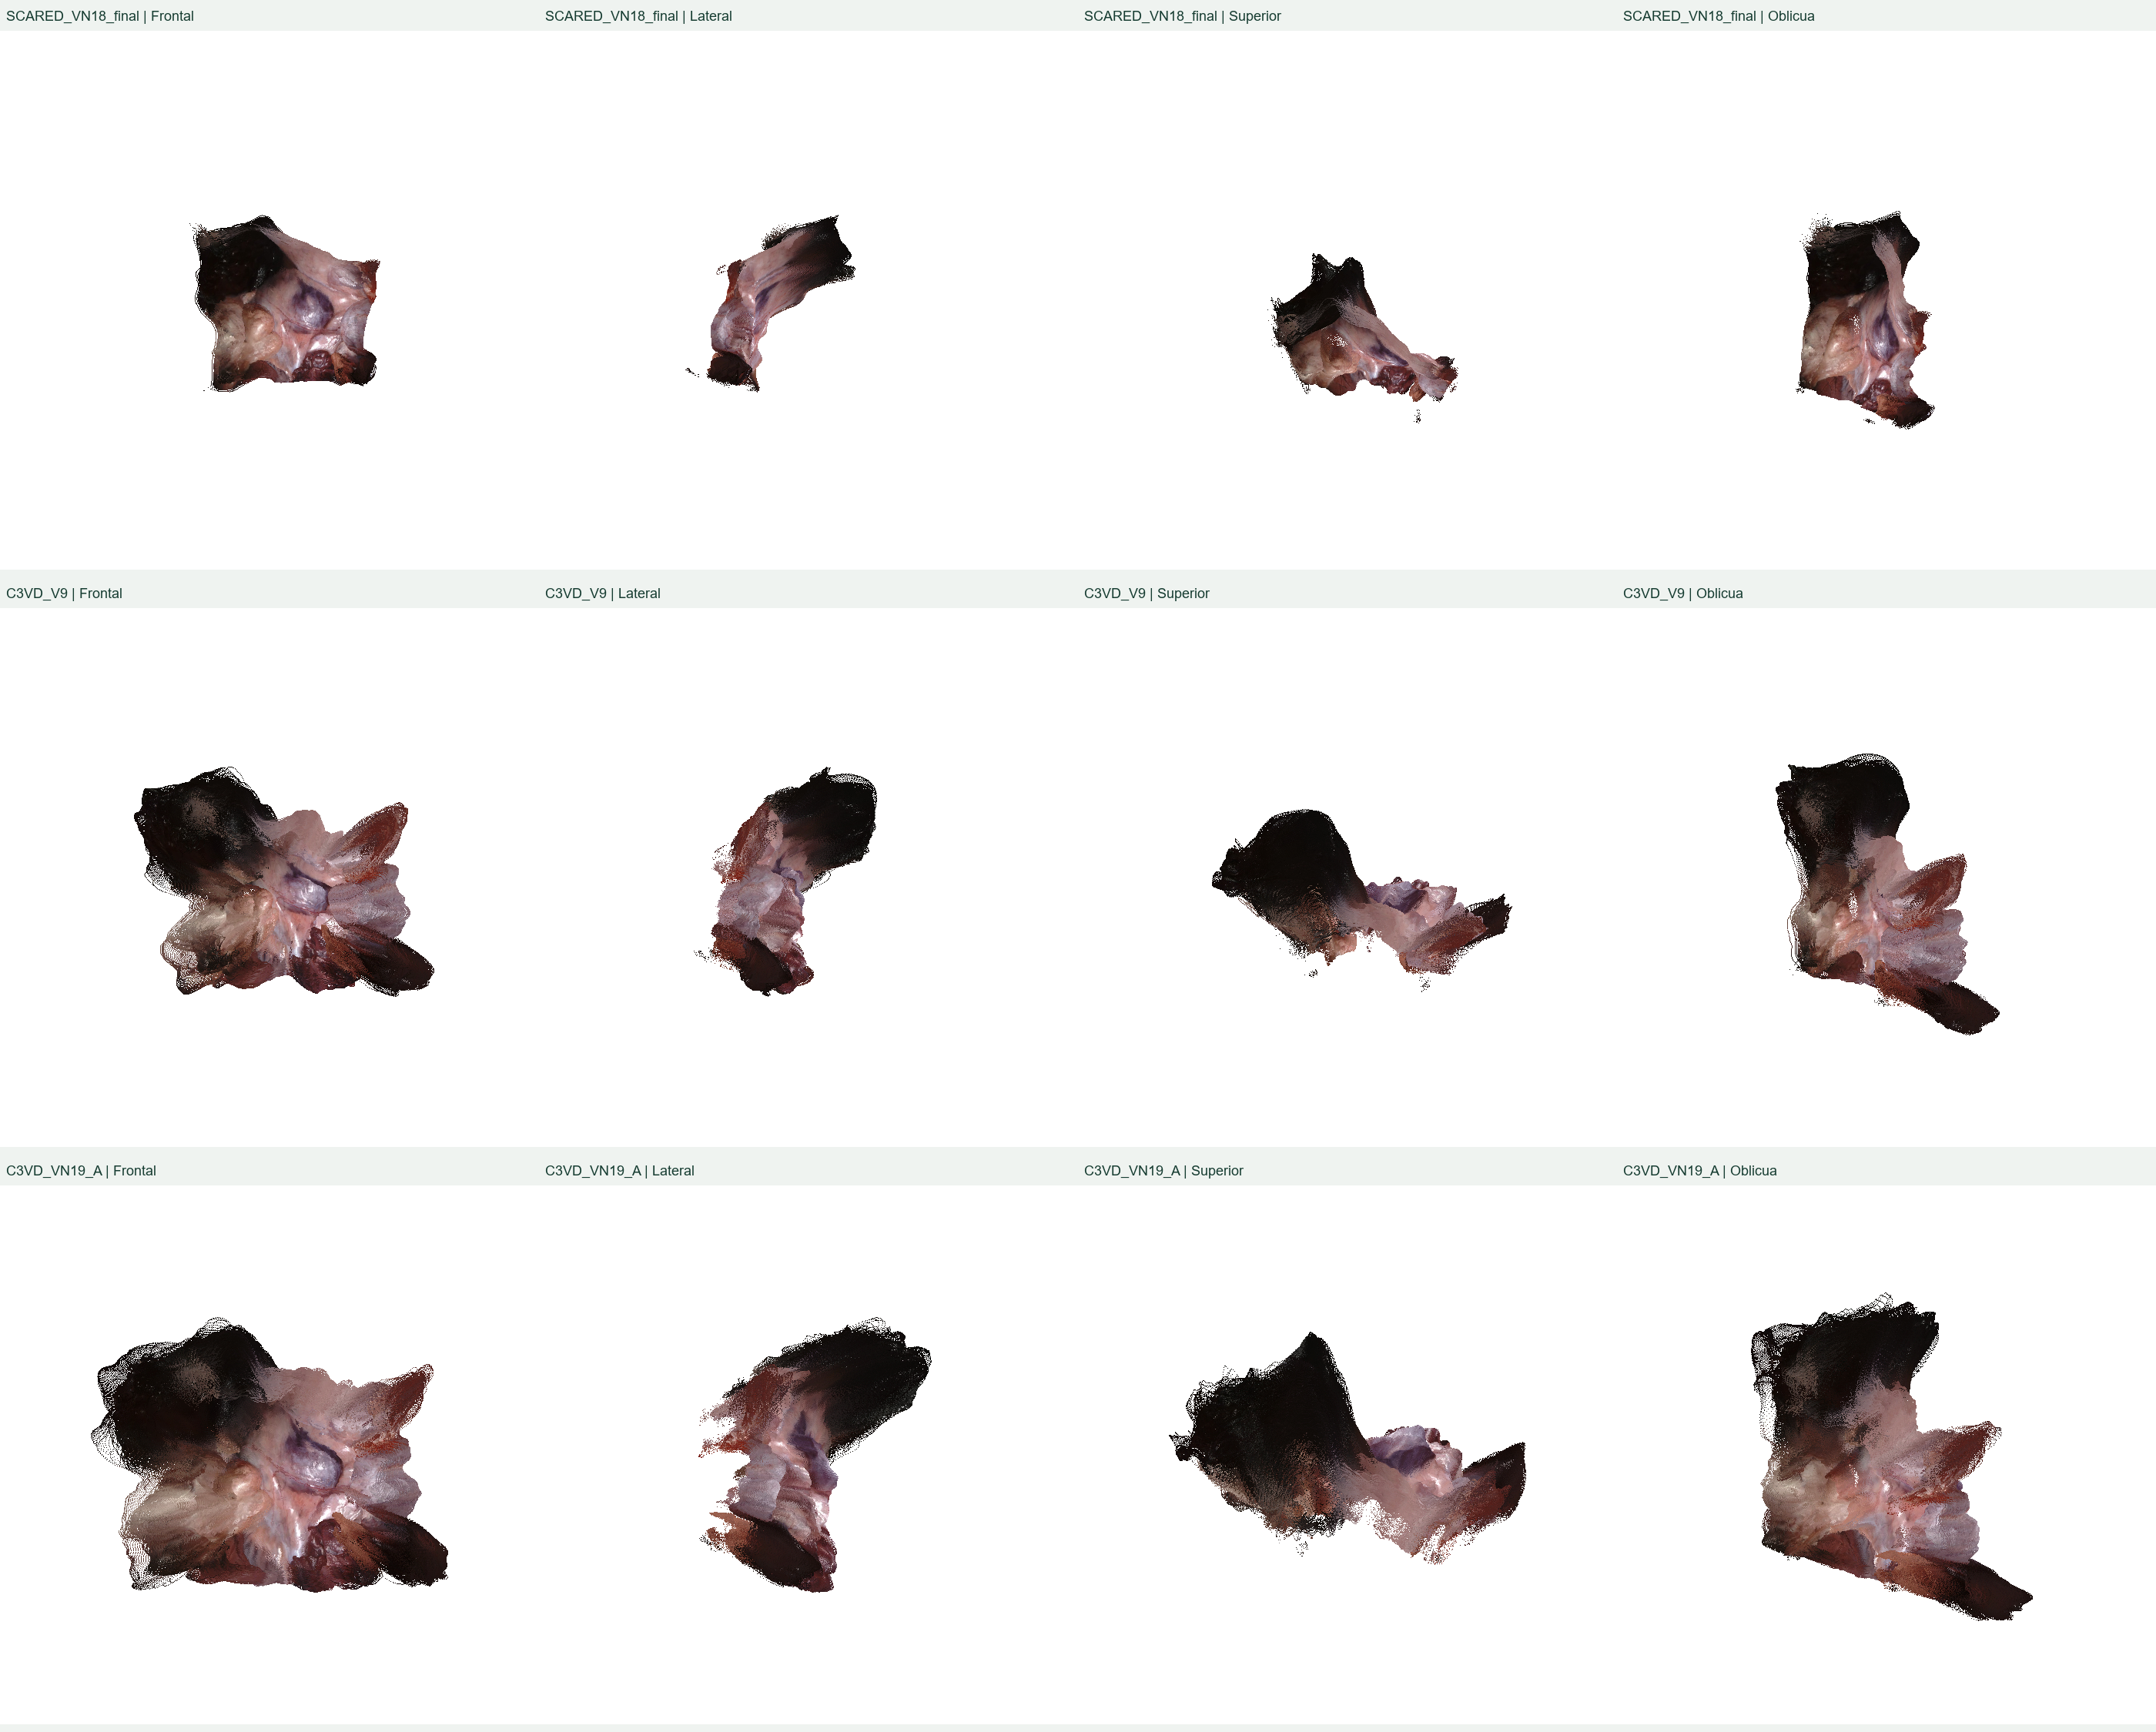 SCARED_VN18_final | Frontal
SCARED_VN18_final | Lateral
SCARED_VN18_final | Superior
SCARED_VN18_final | Oblicua
C3VD_V9 | Frontal
C3VD_V9 | Lateral
C3VD_V9 | Superior
C3VD_V9 | Oblicua
C3VD_VN19_A | Frontal
C3VD_VN19_A | Lateral
C3VD_VN19_A | Superior
C3VD_VN19_A | Oblicua